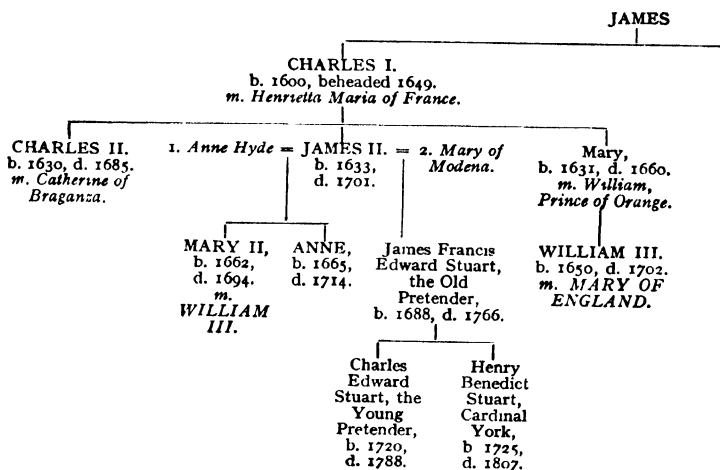 JAMES
CHARLES I.
b. 1600, beheaded 1649.
m. Henrietta Maria of France.
CHARLES II.
b. 1630, d. 1685.
m. Catherine of
Braganza.
1. Anne Hyde = JAMES II. = 2. Mary of
Modena.
b. 1633,
d. 1701.
Mary,
b. 1631, d. 1660.
m. William,
Prince of Orange.
MARY II,
b. 1662,
d. 1694.
m.
WILLIAM
III.
ANNE,
b. 1665,
d. 1714.
James Francis
Edward Stuart,
the Old
Pretender,
b. 1688, d. 1766.
WILLIAM III.
b. 1650, d. 1702.
m. MARY OF
ENGLAND.
Charles
Edward
Stuart, the
Young
Pretender,
b. 1720,
d. 1788.
Henry
Benedict
Stuart,
Cardinal
York,
b 1725,
d. 1807.